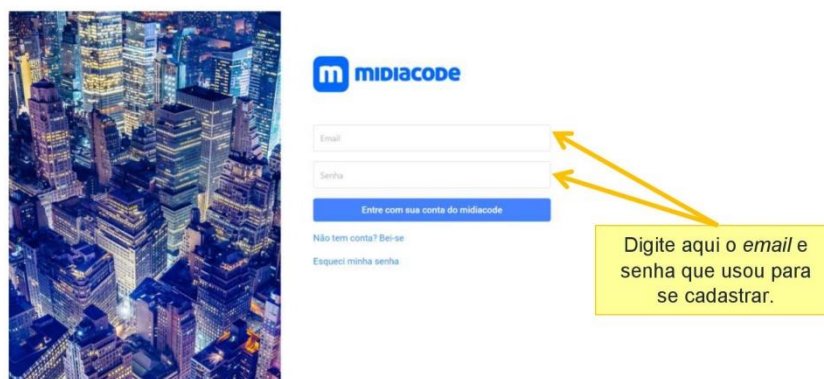 m midiacode
Email
Senha
Entre com sua conta do midiacode
Não tem conta? Bei-se
Esqueci minha senha
Digite aqui o email e
senha que usou para
se cadastrar.